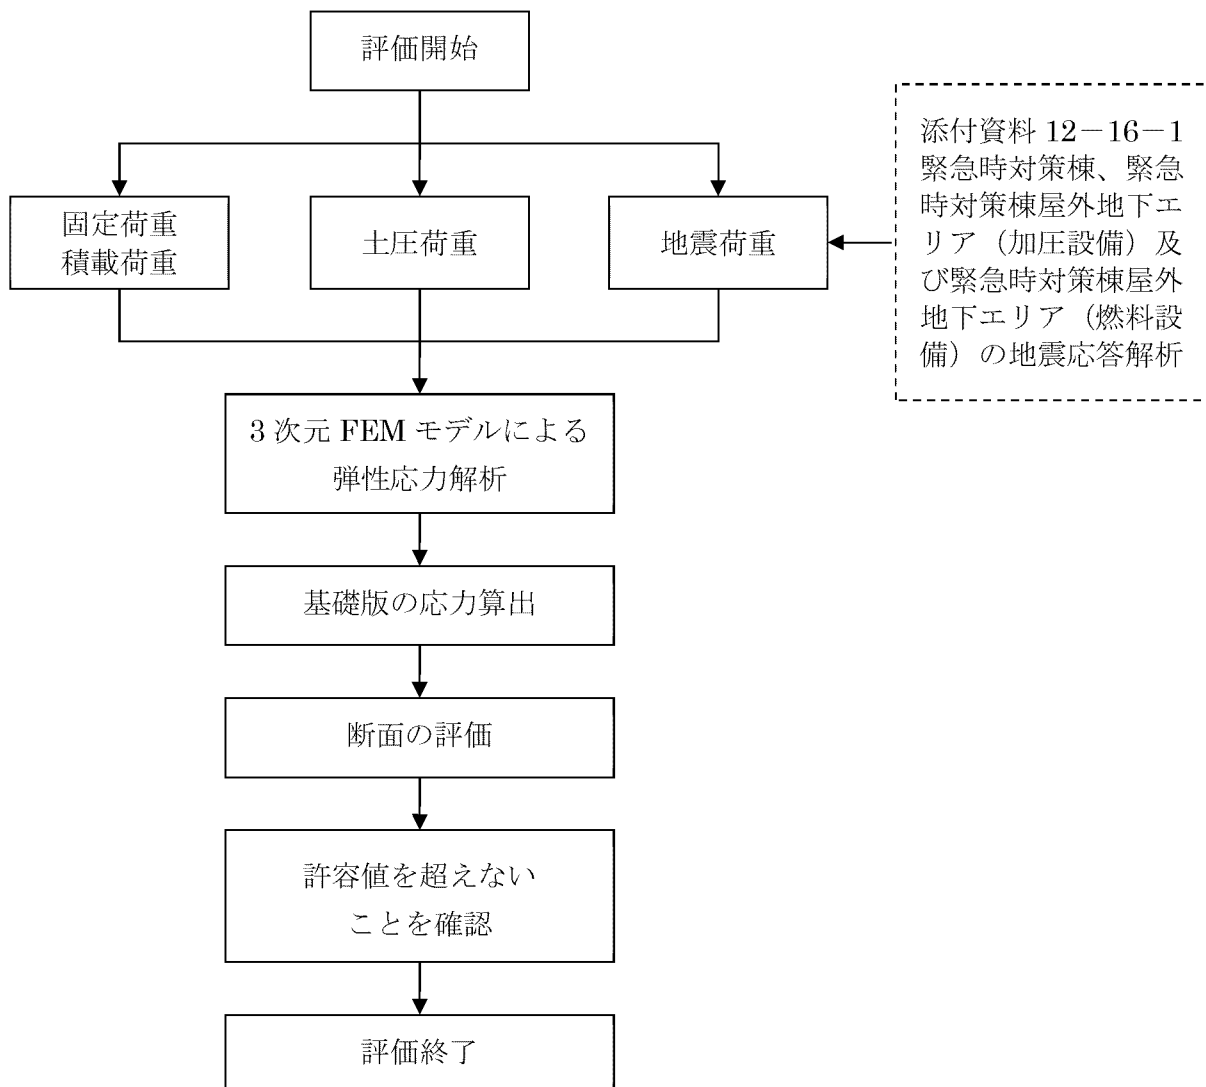 評価開始
固定荷重
積載荷重
土圧荷重
地震荷重
添付資料 12－16－1
緊急時対策棟、緊急
時対策棟屋外地下エ
リア（加圧設備）及
び緊急時対策棟屋外
地下エリア（燃料設
備）の地震応答解析
3 次元 FEM モデルによる
弾性応力解析
基礎版の応力算出
断面の評価
許容値を超えない
ことを確認
評価終了